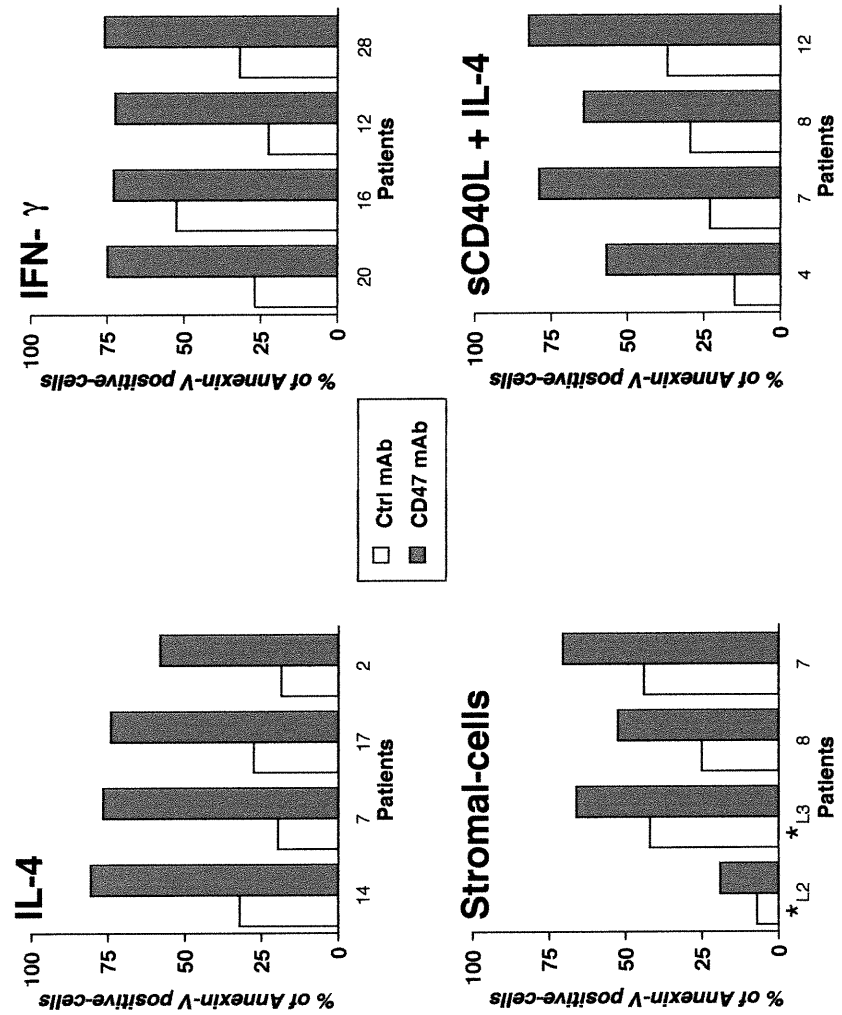 IL-4
% of Annexin-V positive-cells
100
75
50
25
0
14
7
17
2
Patients
IFN- γ
% of Annexin-V positive-cells
100
75
50
25
0
20
16
12
28
Patients
Ctrl mAb
CD47 mAb
Stromal-cells
% of Annexin-V positive-cells
100
75
50
25
0
*L2
*L3
8
7
Patients
sCD40L + IL-4
% of Annexin-V positive-cells
100
75
50
25
0
4
7
8
12
Patients